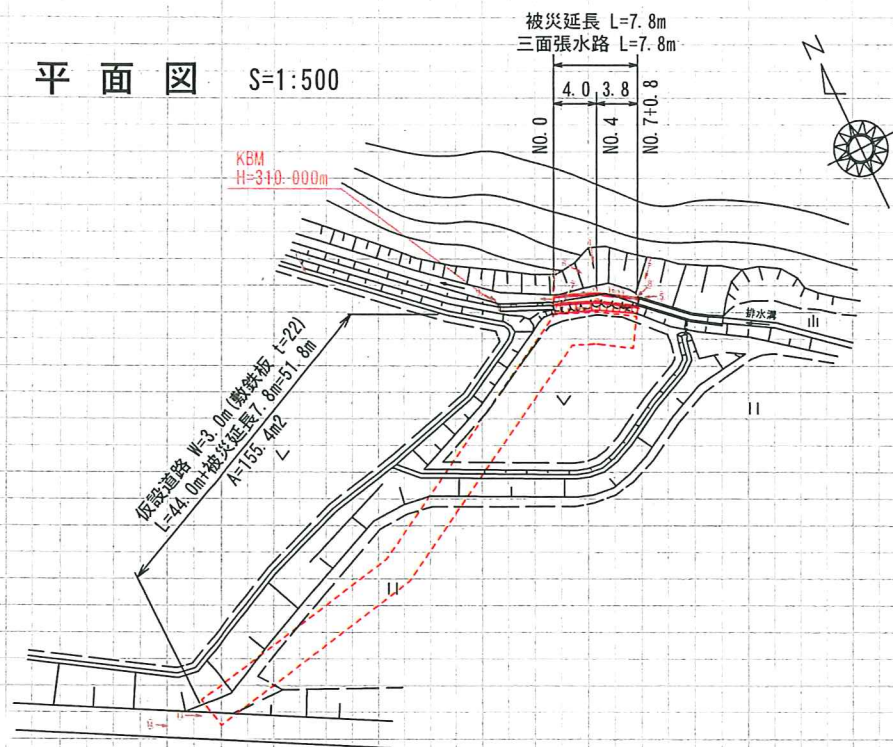 平面図 S=1:500
被災延長 L=7.8m
三面張水路 L=7.8m
4.0 3.8
NO.0
NO.4
NO.7+0.8
N
KBM
H=310.000m
排水溝
仮設道路 W=3.0m(敷鉄板 t=22)
L=44.0m+被災延長7.8m=51.8m
A=155.4m2